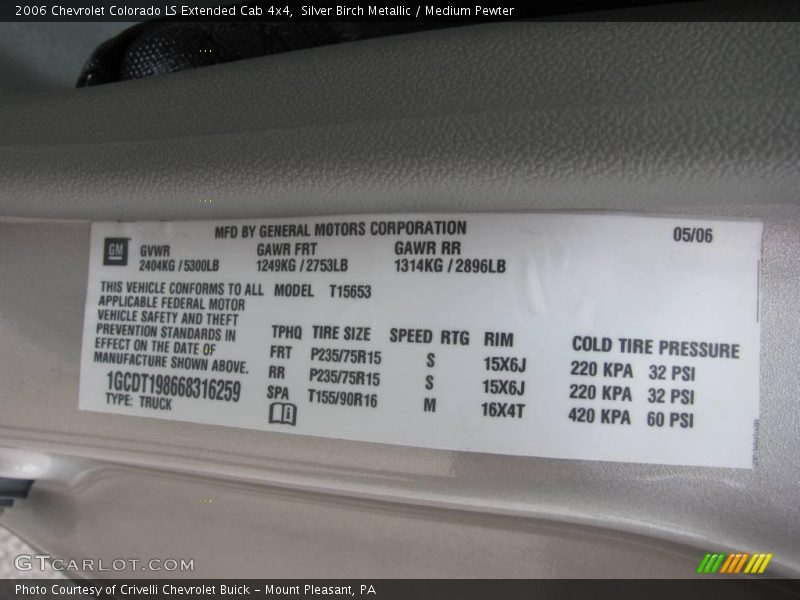 2006 Chevrolet Colorado LS Extended Cab 4x4, Silver Birch Metallic / Medium Pewter
MFD BY GENERAL MOTORS CORPORATION 05/06
GM GVWR GAWR FRT GAWR RR
2404KG / 5300LB 1249KG / 2753LB 1314KG / 2896LB
THIS VEHICLE CONFORMS TO ALL MODEL T15653
APPLICABLE FEDERAL MOTOR
VEHICLE SAFETY AND THEFT
PREVENTION STANDARDS IN
EFFECT ON THE DATE OF
MANUFACTURE SHOWN ABOVE.
1GCDT198668316259
TYPE: TRUCK
TPHQ TIRE SIZE SPEED RTG RIM COLD TIRE PRESSURE
FRT P235/75R15 S 15X6J 220 KPA 32 PSI
RR P235/75R15 S 15X6J 220 KPA 32 PSI
SPA T155/90R16 M 16X4T 420 KPA 60 PSI
GTCARLOT.COM
Photo Courtesy of Crivelli Chevrolet Buick – Mount Pleasant, PA